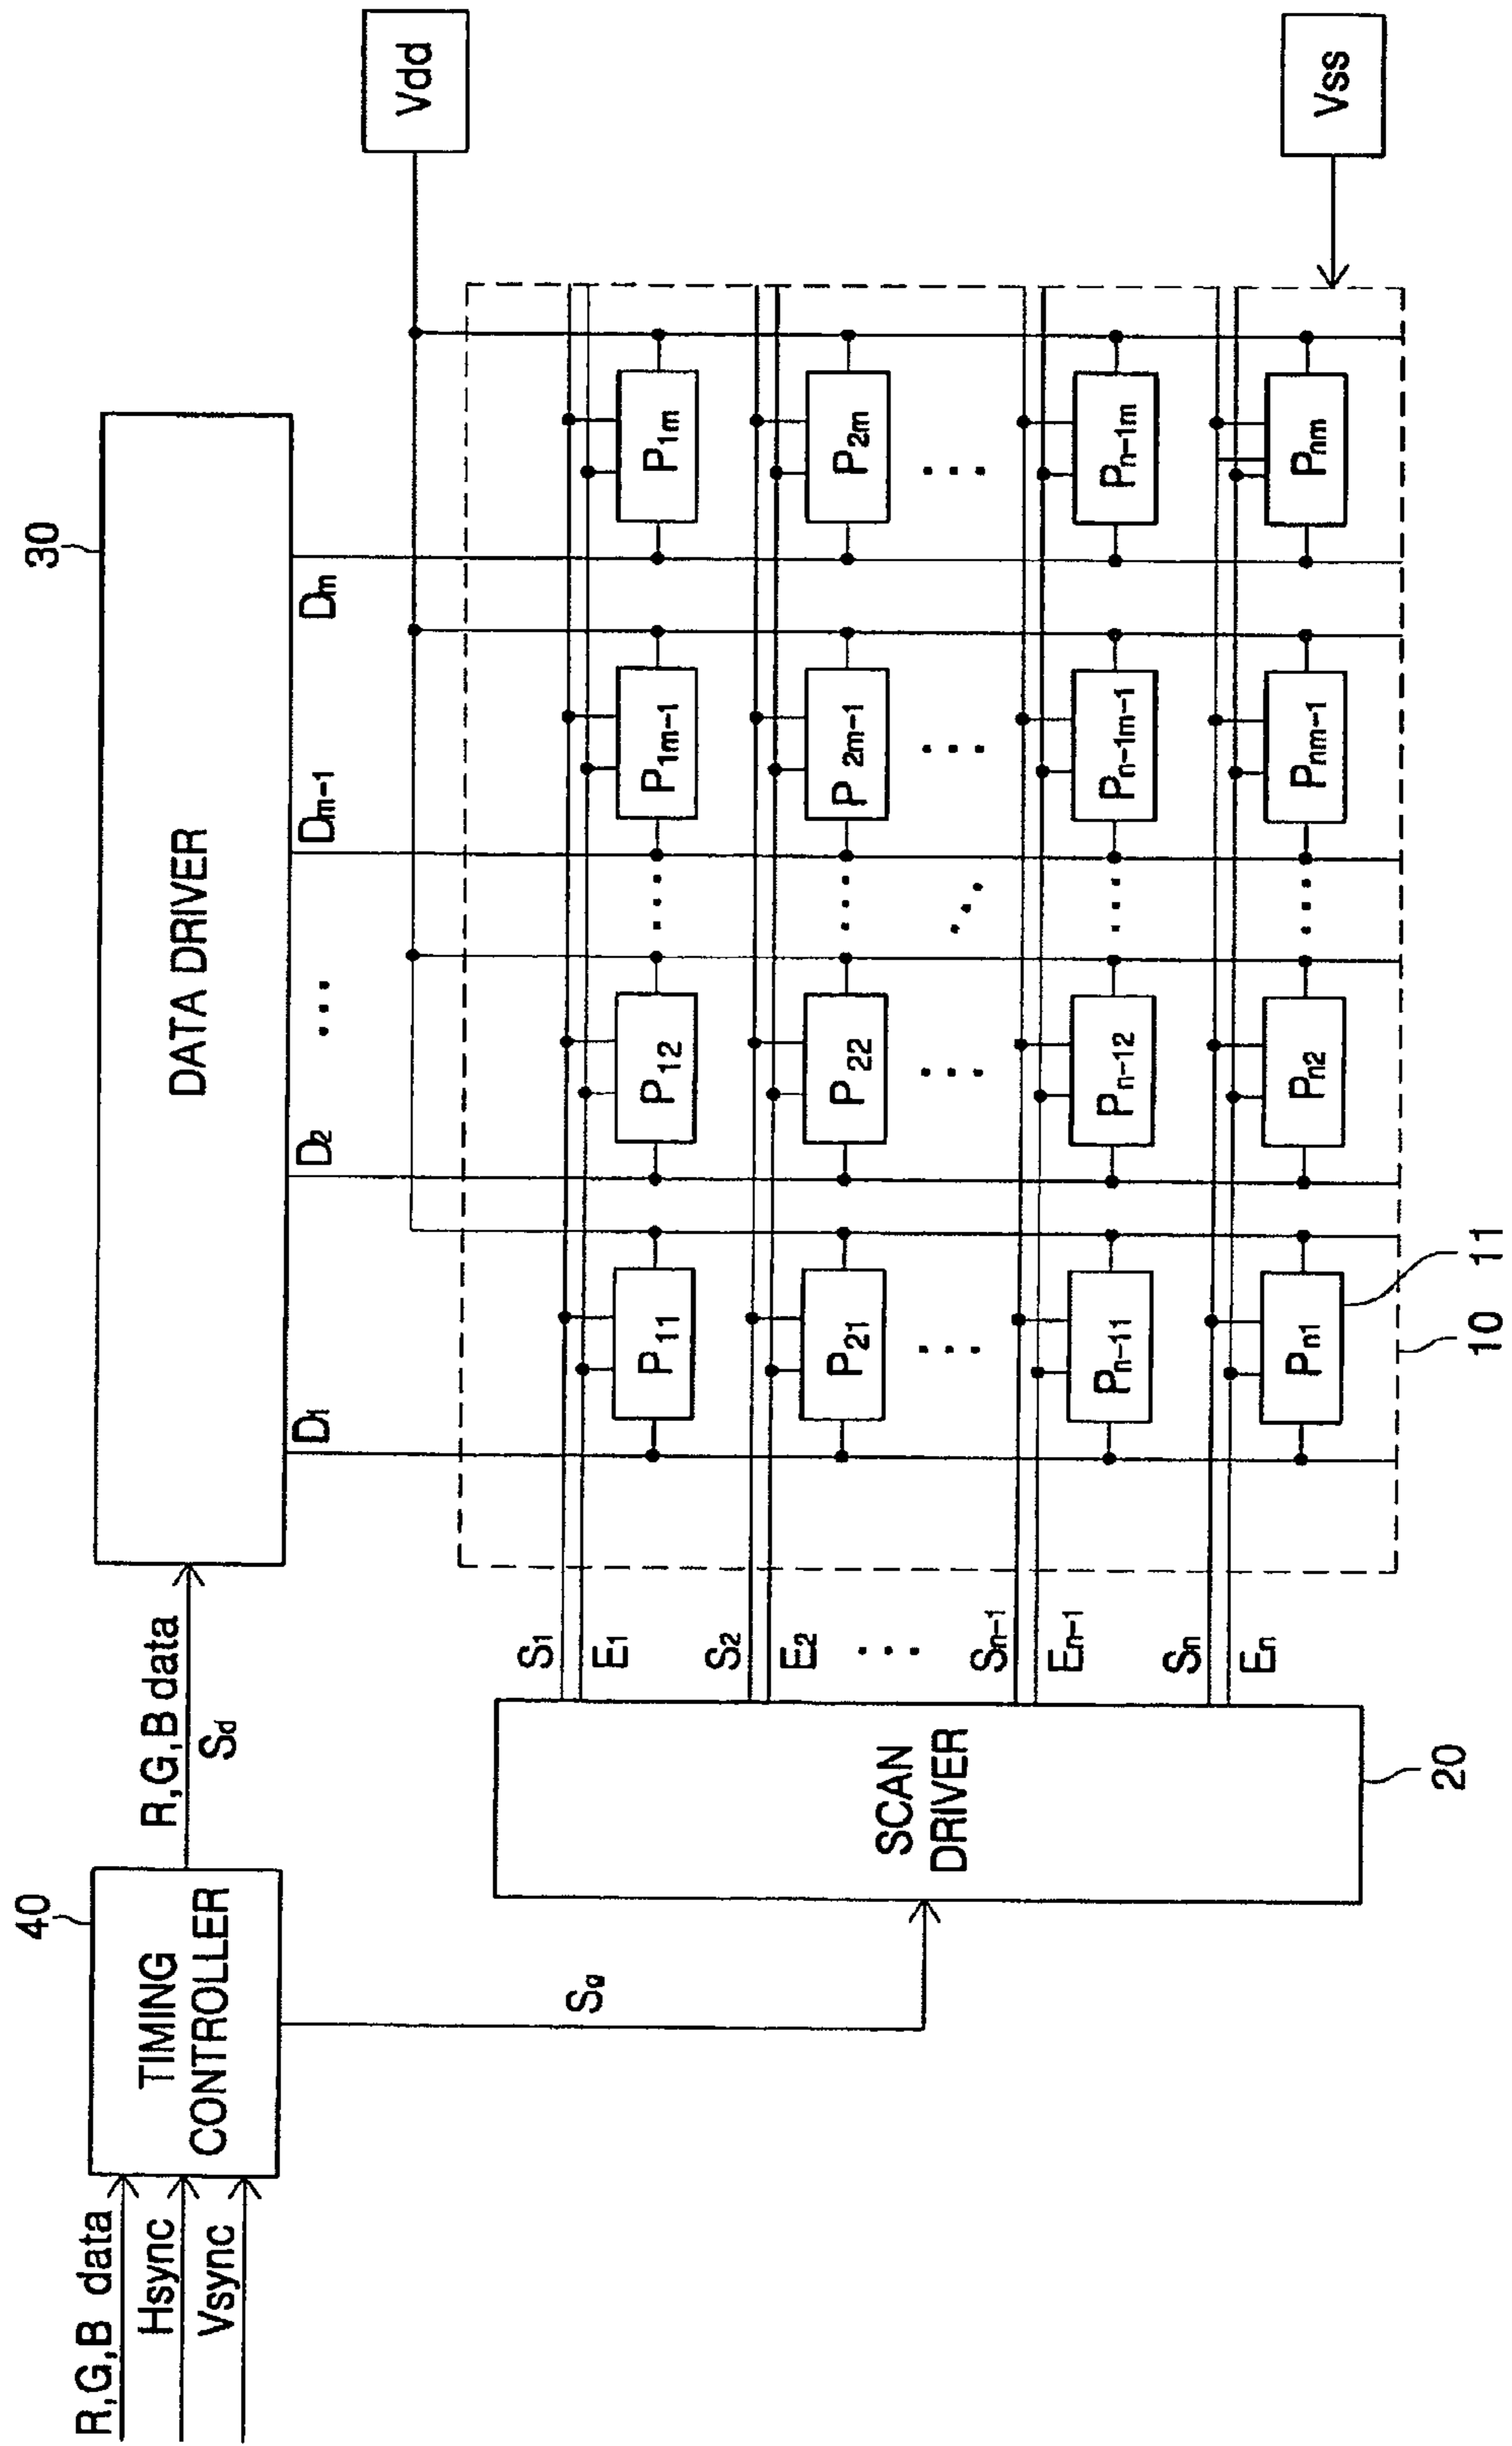 R,G,B data
Hsync
Vsync
40
TIMING
CONTROLLER
R,G,B data
Sd
Sg
30
DATA DRIVER
D1
D2
...
Dm-1
Dm
Vdd
Vss
SCAN
DRIVER
20
S1
E1
S2
E2
...
Sn-1
En-1
Sn
En
P11
P12
...
P1m-1
P1m
P21
P22
...
P2m-1
P2m
...
...
...
...
...
Pn-11
Pn-12
...
Pn-1m-1
Pn-1m
Pn1
Pn2
...
Pnm-1
Pnm
10
11